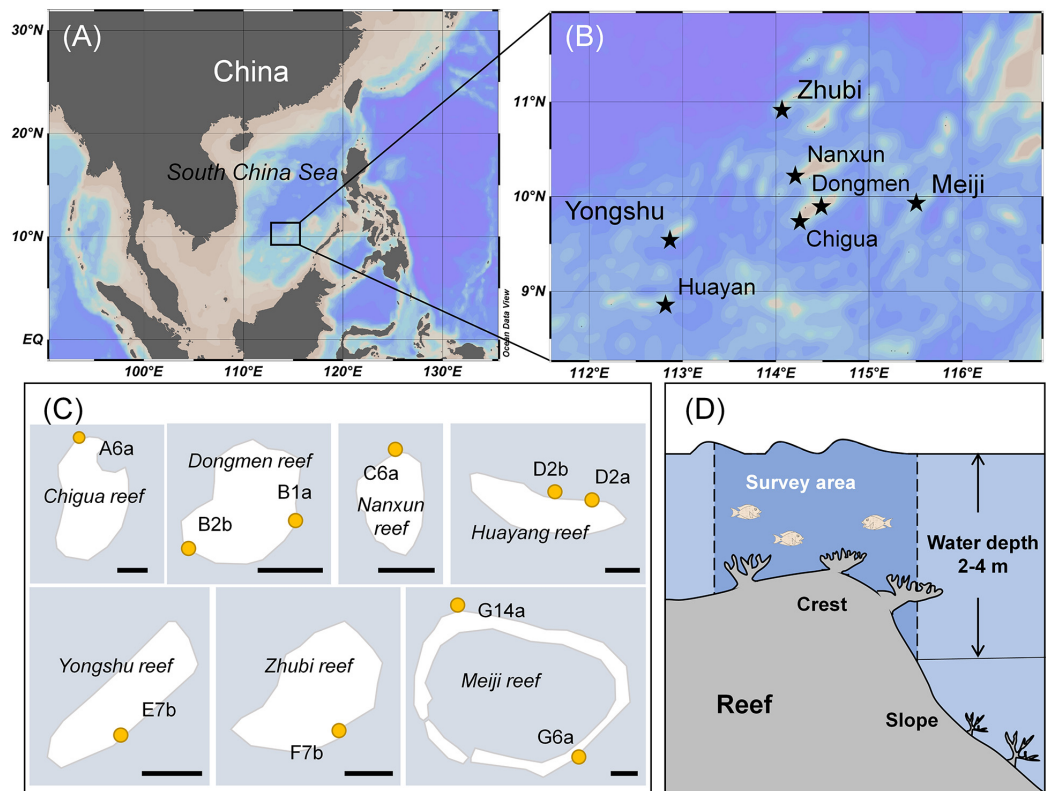 (A)
China
South China Sea
30°N
20°N
10°N
EQ
100°E
110°E
120°E
130°E
Ocean Data View
(B)
Zhubi
Nanxun
Dongmen
Meiji
Yongshu
Chigua
Huayan
11°N
10°N
9°N
112°E
113°E
114°E
115°E
116°E
(C)
A6a
Chigua reef
Dongmen reef
B1a
B2b
C6a
Nanxun
reef
D2b
D2a
Huayang reef
Yongshu reef
E7b
Zhubi reef
F7b
G14a
Meiji reef
G6a
(D)
Survey area
Water depth
2-4 m
Crest
Reef
Slope